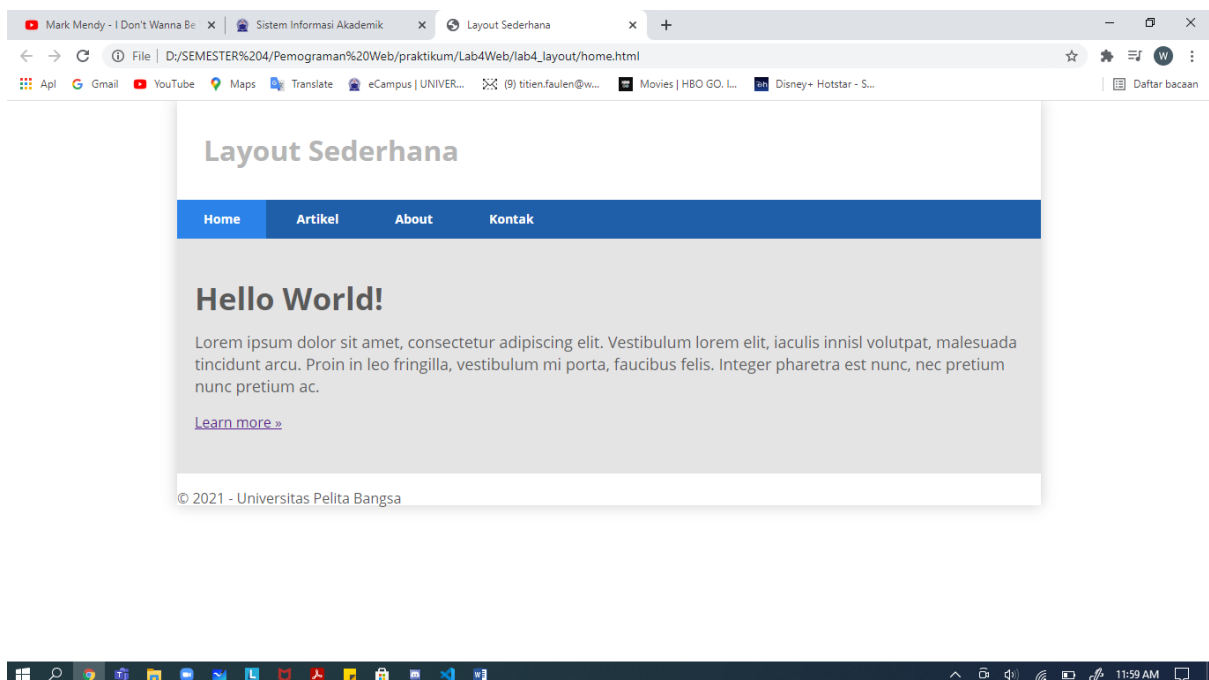 Mark Mendy - I Don't Wanna Be
Sistem Informasi Akademik
Layout Sederhana
File | D:/SEMESTER%204/Pemograman%20Web/praktikum/Lab4Web/lab4_layout/home.html
W
Apl
Gmail
YouTube
Maps
Translate
eCampus | UNIVER...
(9) titien.faulen@w...
Movies | HBO GO. I...
Disney+ Hotstar - S...
Daftar bacaan
Layout Sederhana
Home Artikel About Kontak
Hello World!
Lorem ipsum dolor sit amet, consectetur adipiscing elit. Vestibulum lorem elit, iaculis innisl volutpat, malesuada
tincidunt arcu. Proin in leo fringilla, vestibulum mi porta, faucibus felis. Integer pharetra est nunc, nec pretium
nunc pretium ac.
Learn more »
© 2021 - Universitas Pelita Bangsa
11:59 AM